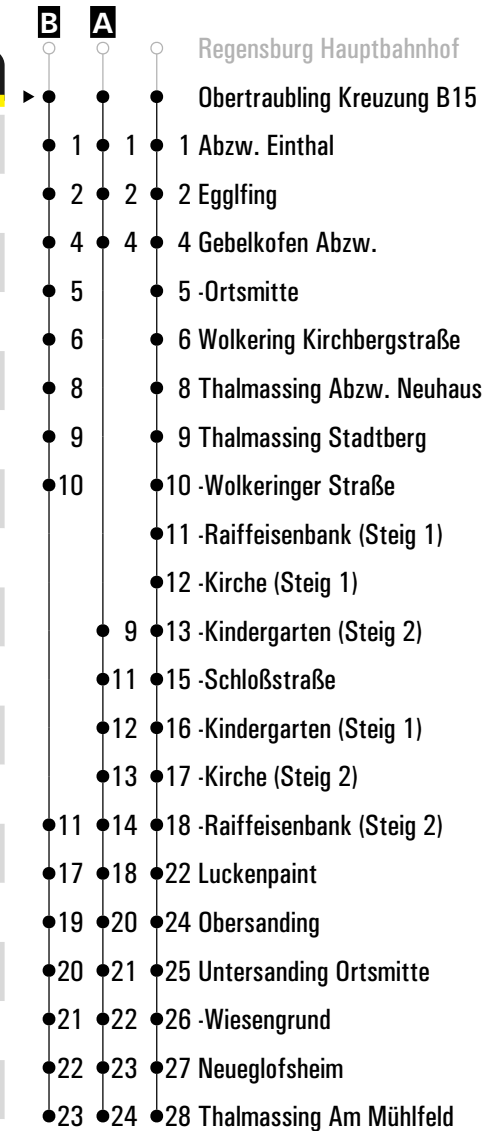 B A
Regensburg Hauptbahnhof
Obertraubling Kreuzung B15
1 1 1 Abzw. Einthal
2 2 2 Egglfing
4 4 4 Gebelkofen Abzw.
5 5 -Ortsmitte
6 6 Wolkering Kirchbergstraße
8 8 Thalmassing Abzw. Neuhaus
9 9 Thalmassing Stadtberg
10 10 -Wolkeringer Straße
11 -Raiffeisenbank (Steig 1)
12 -Kirche (Steig 1)
9 13 -Kindergarten (Steig 2)
11 15 -Schloßstraße
12 16 -Kindergarten (Steig 1)
13 17 -Kirche (Steig 2)
11 14 18 -Raiffeisenbank (Steig 2)
17 18 22 Luckenpaint
19 20 24 Obersanding
20 21 25 Untersanding Ortsmitte
21 22 26 -Wiesengrund
22 23 27 Neueglofsheim
23 24 28 Thalmassing Am Mühlfeld